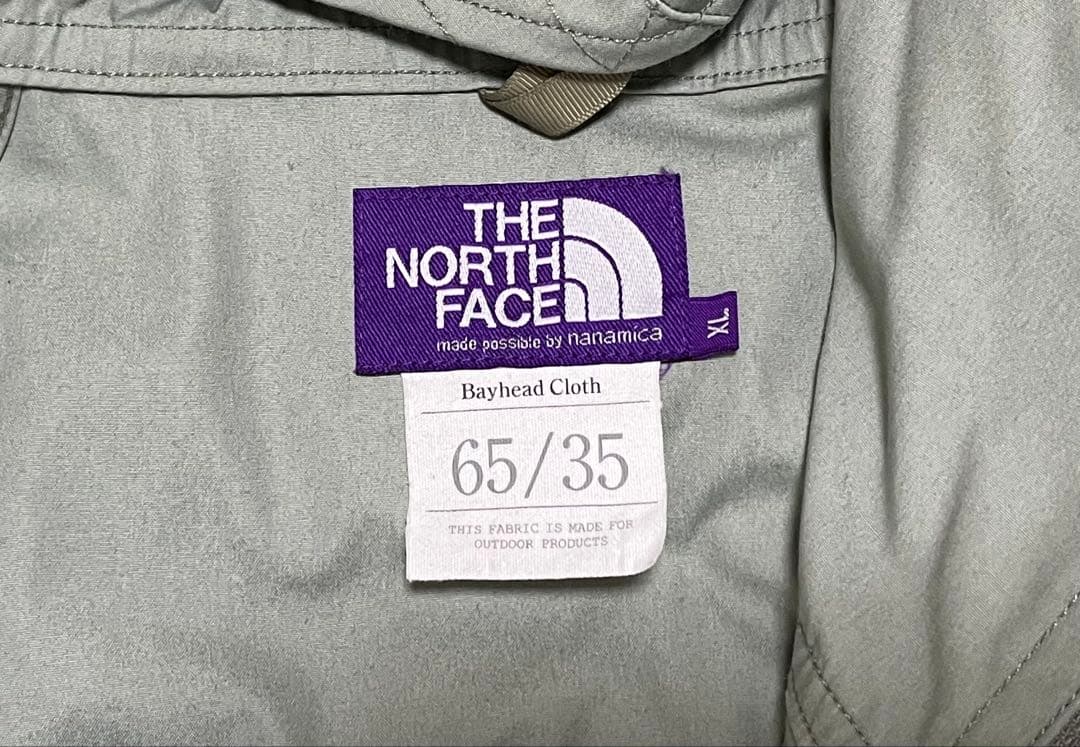 THE
NORTH
FACE
made possible by nanamica
XL
Bayhead Cloth
65/35
THIS FABRIC IS MADE FOR
OUTDOOR PRODUCTS